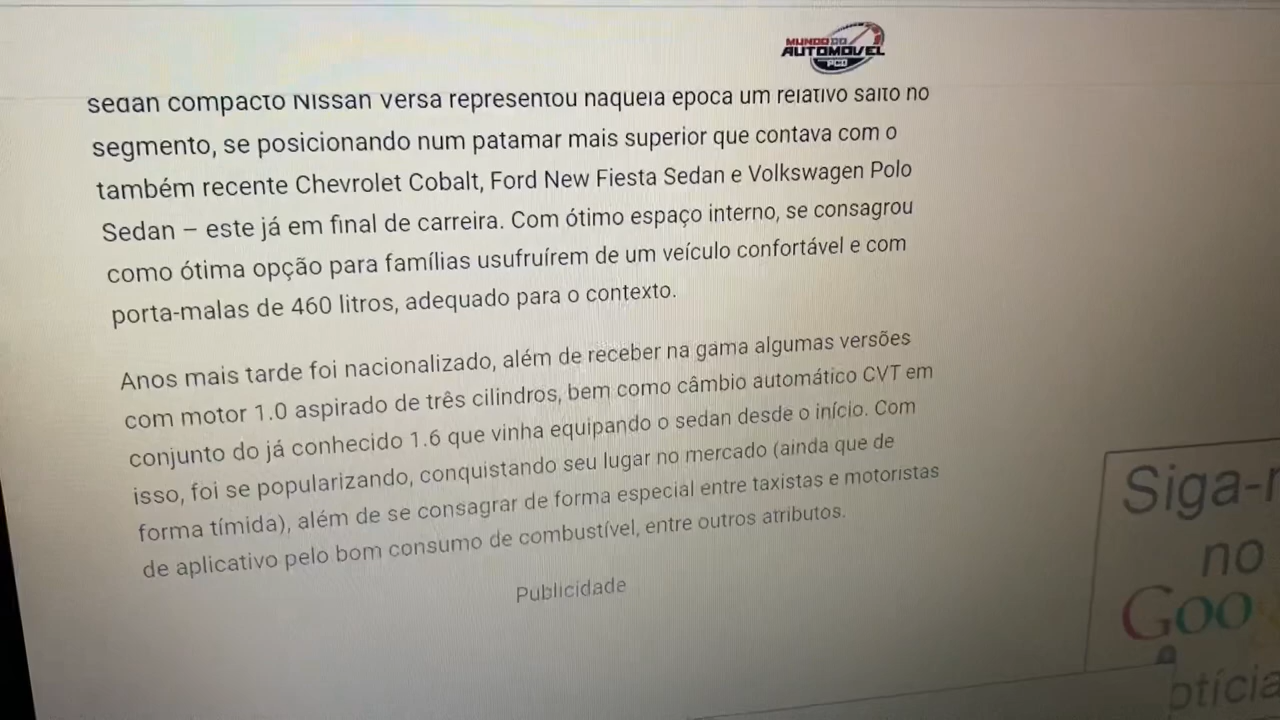 MUNDO DO
AUTOMOVEL
PCD
sedan compacto Nissan Versa representou naquela época um relativo salto no
segmento, se posicionando num patamar mais superior que contava com o
também recente Chevrolet Cobalt, Ford New Fiesta Sedan e Volkswagen Polo
Sedan – este já em final de carreira. Com ótimo espaço interno, se consagrou
como ótima opção para famílias usufruírem de um veículo confortável e com
porta-malas de 460 litros, adequado para o contexto.
Anos mais tarde foi nacionalizado, além de receber na gama algumas versões
com motor 1.0 aspirado de três cilindros, bem como câmbio automático CVT em
conjunto do já conhecido 1.6 que vinha equipando o sedan desde o início. Com
isso, foi se popularizando, conquistando seu lugar no mercado (ainda que de
forma tímida), além de se consagrar de forma especial entre taxistas e motoristas
de aplicativo pelo bom consumo de combustível, entre outros atributos.
Publicidade
Siga-
no
Goo
otícia